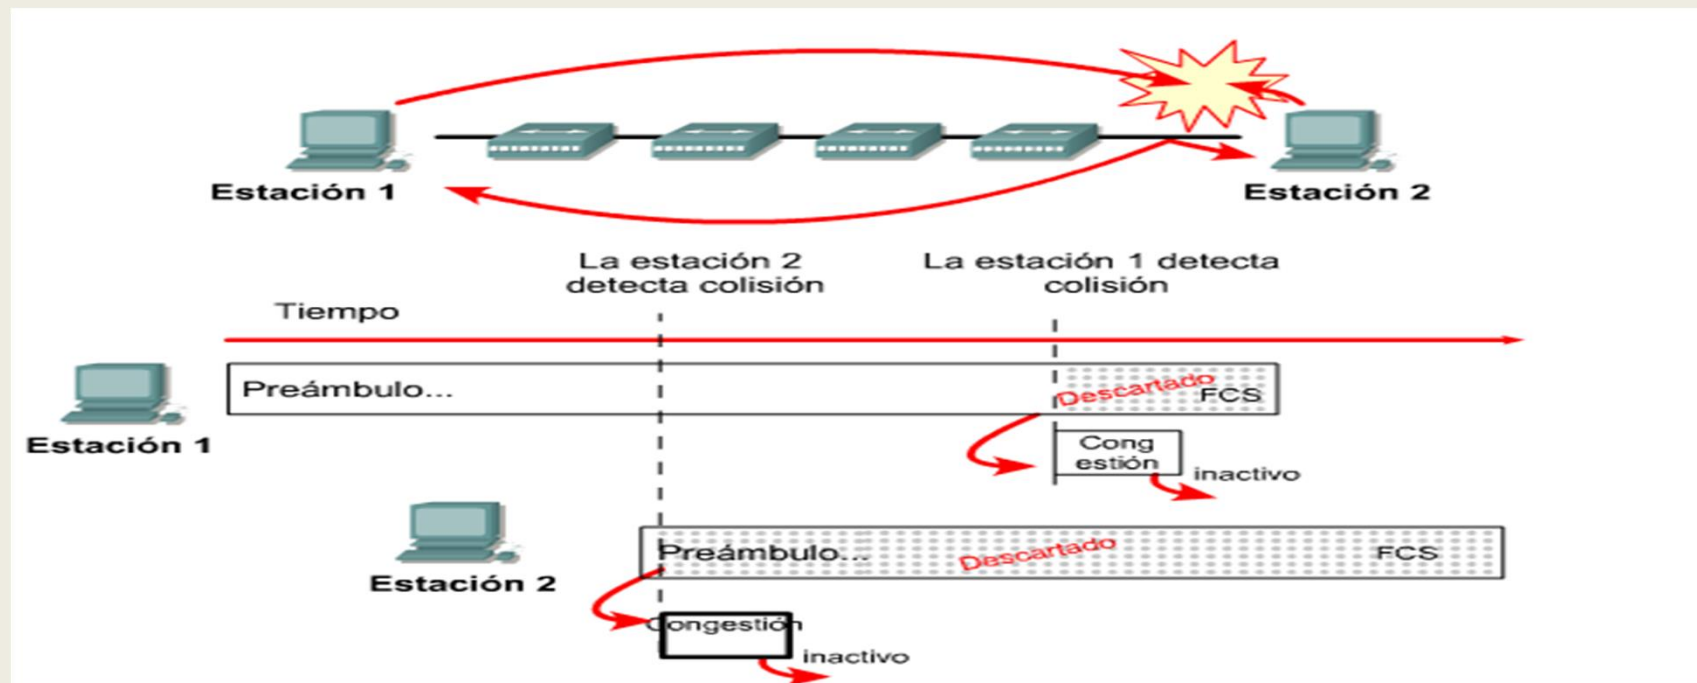 Estación 1
Estación 2
La estación 2
detecta colisión
La estación 1 detecta
colisión
Tiempo
Preámbulo...
Descartado
FCS
Estación 1
Cong
estión
inactivo
Preámbulo...
Descartado
FCS
Estación 2
Congestión
inactivo